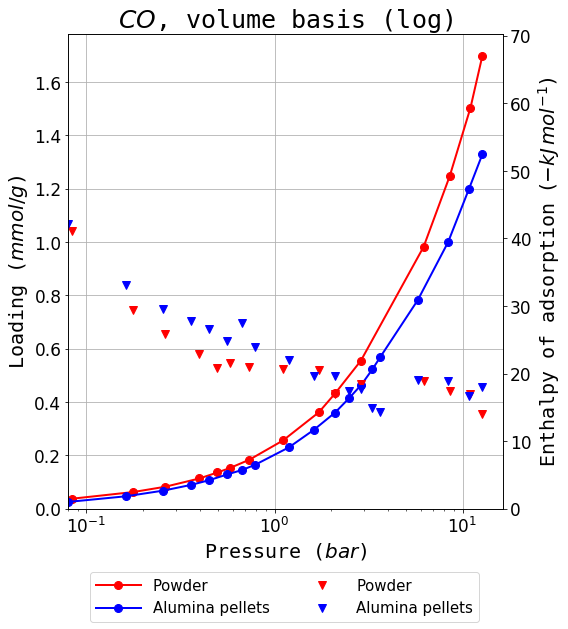 CO, volume basis (log)
Loading (mmol/g)
0.0
0.2
0.4
0.6
0.8
1.0
1.2
1.4
1.6
Enthalpy of adsorption (−kJ mol⁻¹)
0
10
20
30
40
50
60
70
10⁻¹ 10⁰ 10¹
Pressure (bar)
Powder Powder
Alumina pellets Alumina pellets